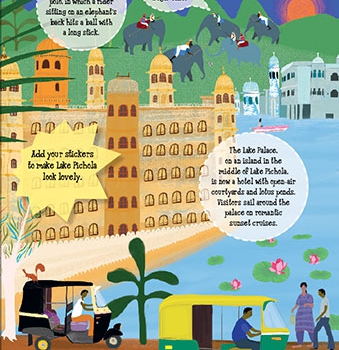 polo, in which a rider
sitting on an elephant's
back hits a ball with
a long stick.
Add your stickers
to make Lake Pichola
look lovely.
The Lake Palace,
on an island in the
middle of Lake Pichola,
is now a hotel with open-air
courtyards and lotus ponds.
Visitors sail around the
palace on romantic
sunset cruises.